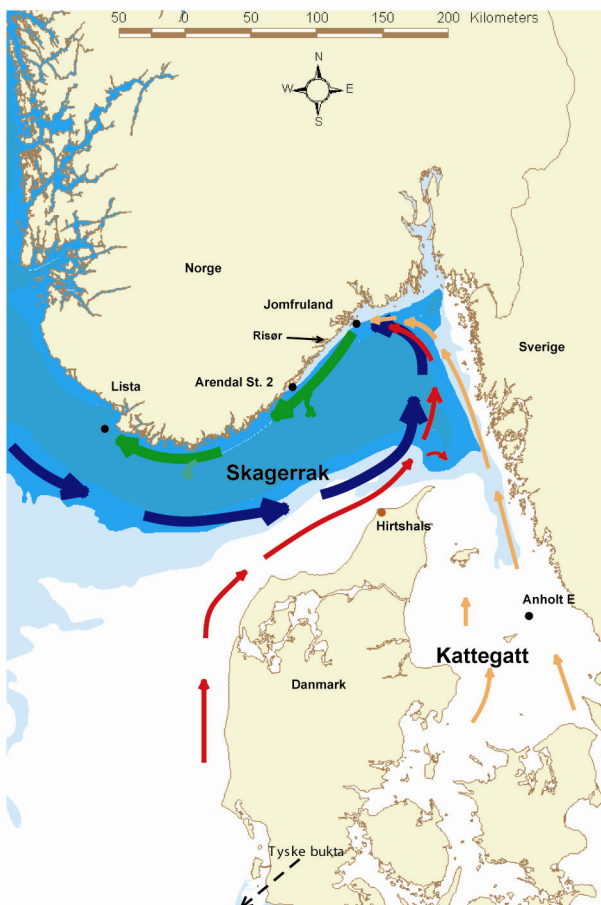 50 0 50 100 150 200 Kilometers
N
W E
S
Norge
Jomfruland
Risør
Sverige
Lista
Arendal St. 2
Skagerrak
Hirtshals
Anholt E
Kattegatt
Danmark
Tyske bukta